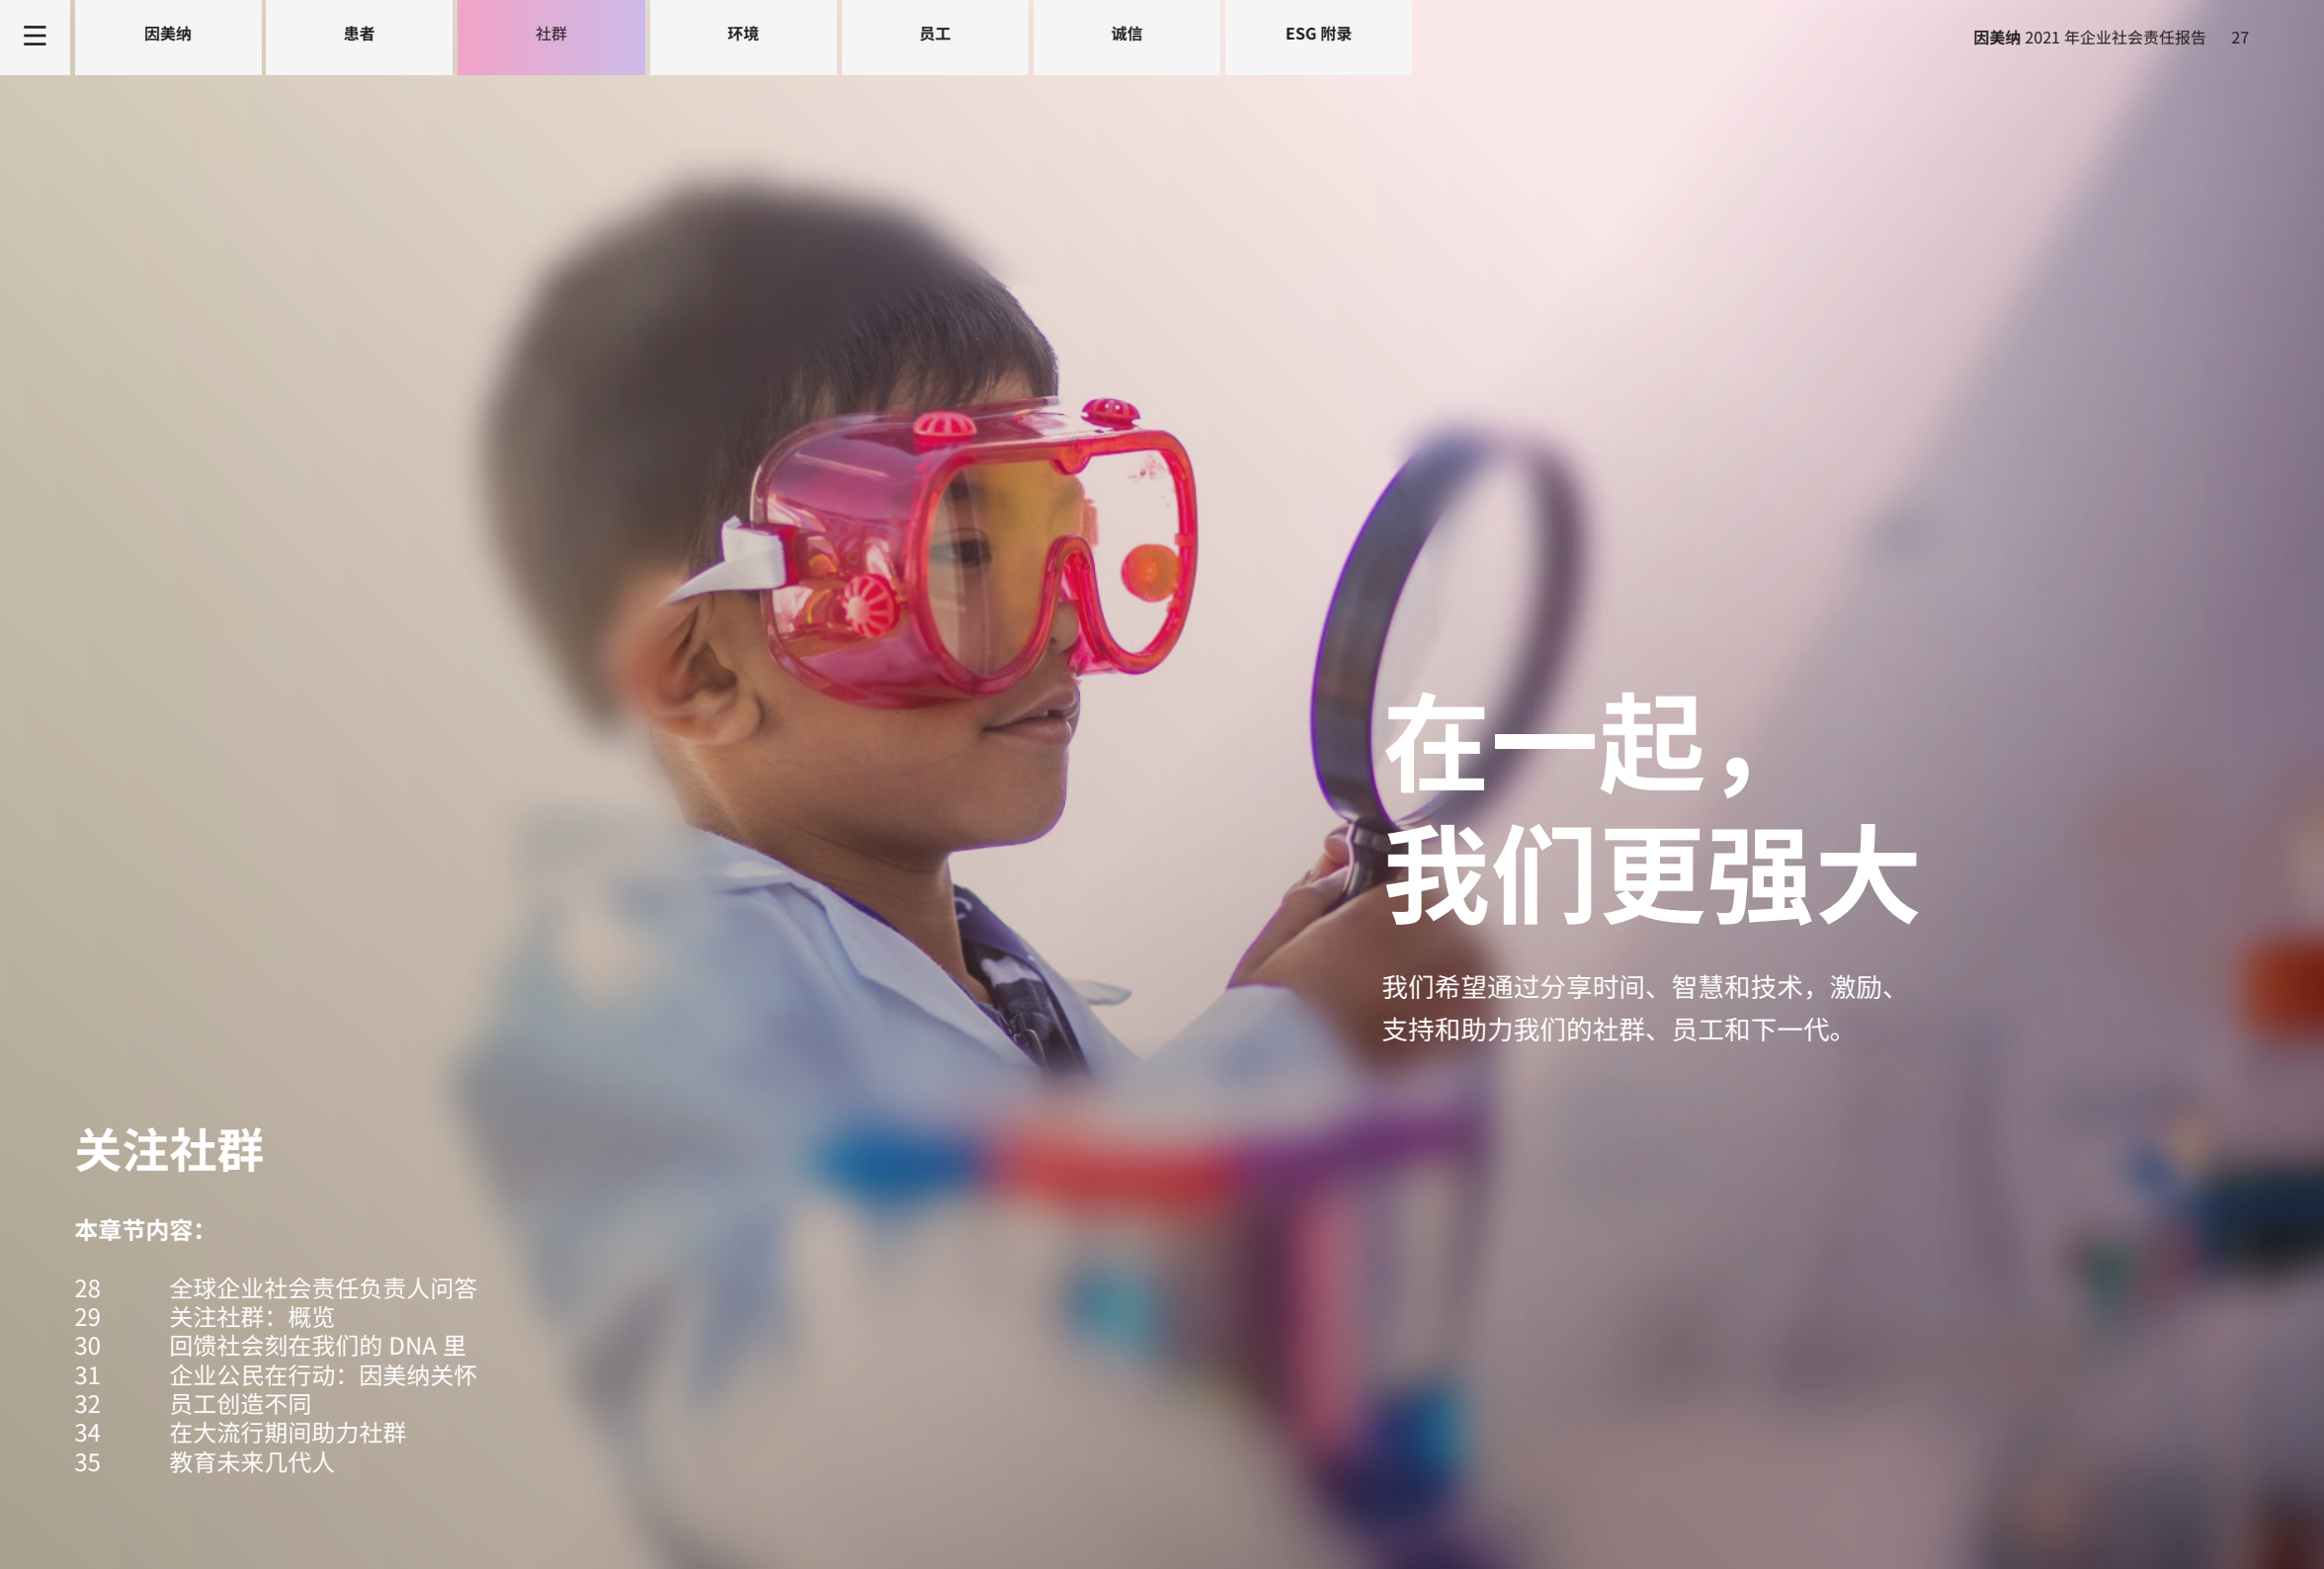 因美纳
患者
社群
环境
员工
诚信
ESG 附录
因美纳 2021 年企业社会责任报告 27
在一起，
我们更强大
我们希望通过分享时间、智慧和技术，激励、
支持和助力我们的社群、员工和下一代。
关注社群
本章节内容：
28 全球企业社会责任负责人问答
29 关注社群：概览
30 回馈社会刻在我们的 DNA 里
31 企业公民在行动：因美纳关怀
32 员工创造不同
34 在大流行期间助力社群
35 教育未来几代人